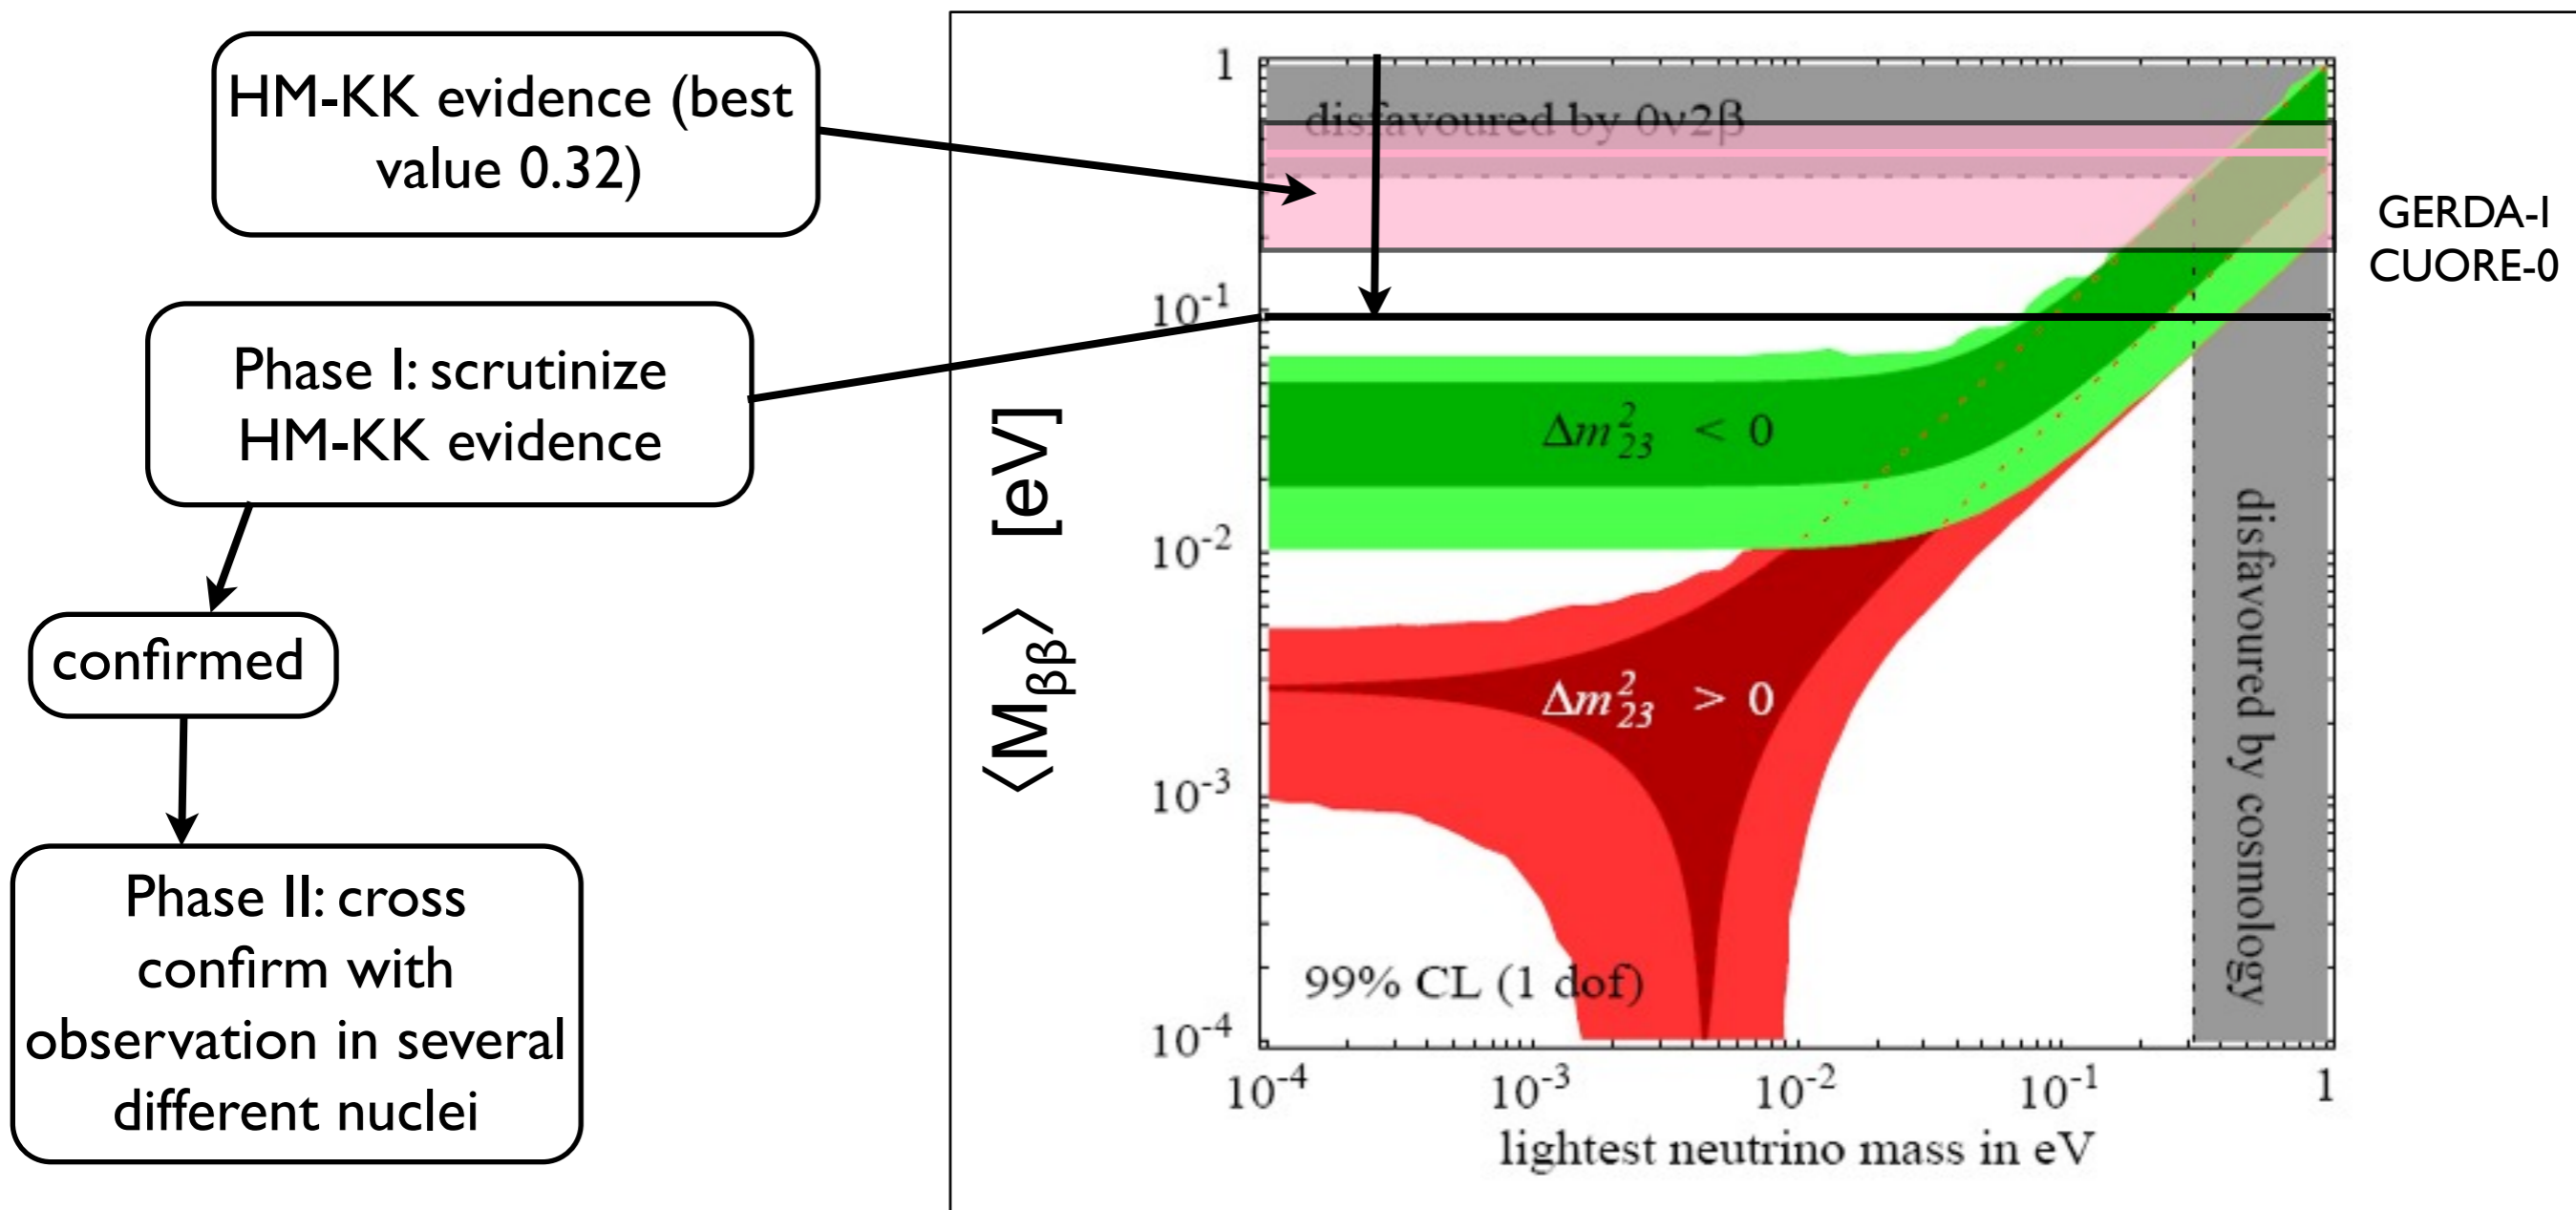 HM-KK evidence (best
value 0.32)
Phase I: scrutinize
HM-KK evidence
confirmed
Phase II: cross
confirm with
observation in several
different nuclei
⟨Mββ⟩ [eV]
1
10⁻¹
10⁻²
10⁻³
10⁻⁴
disfavoured by 0ν2β
Δm²₂₃ < 0
Δm²₂₃ > 0
99% CL (1 dof)
disfavoured by cosmology
10⁻⁴ 10⁻³ 10⁻² 10⁻¹ 1
lightest neutrino mass in eV
GERDA-I
CUORE-0